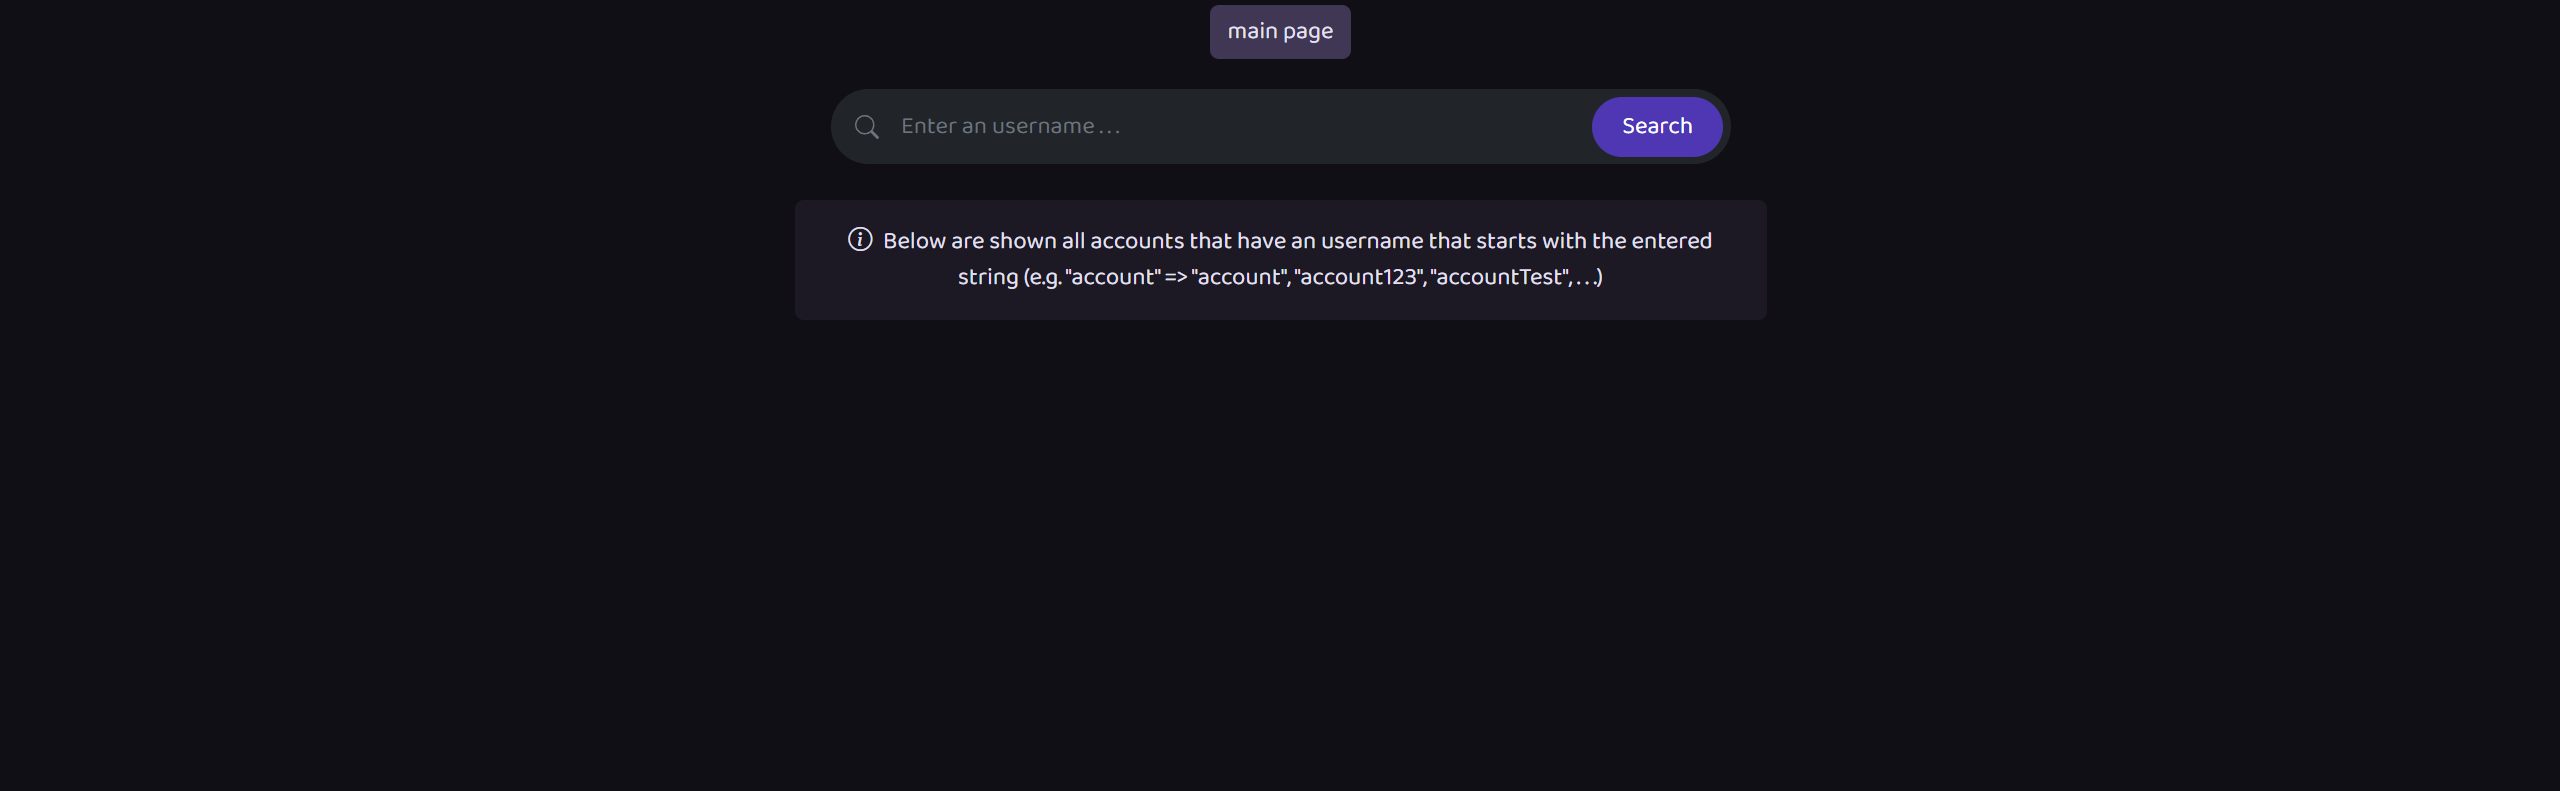 main page
Enter an username . . .
Search
Below are shown all accounts that have an username that starts with the entered
string (e.g. "account" => "account", "account123", "accountTest", . . .)